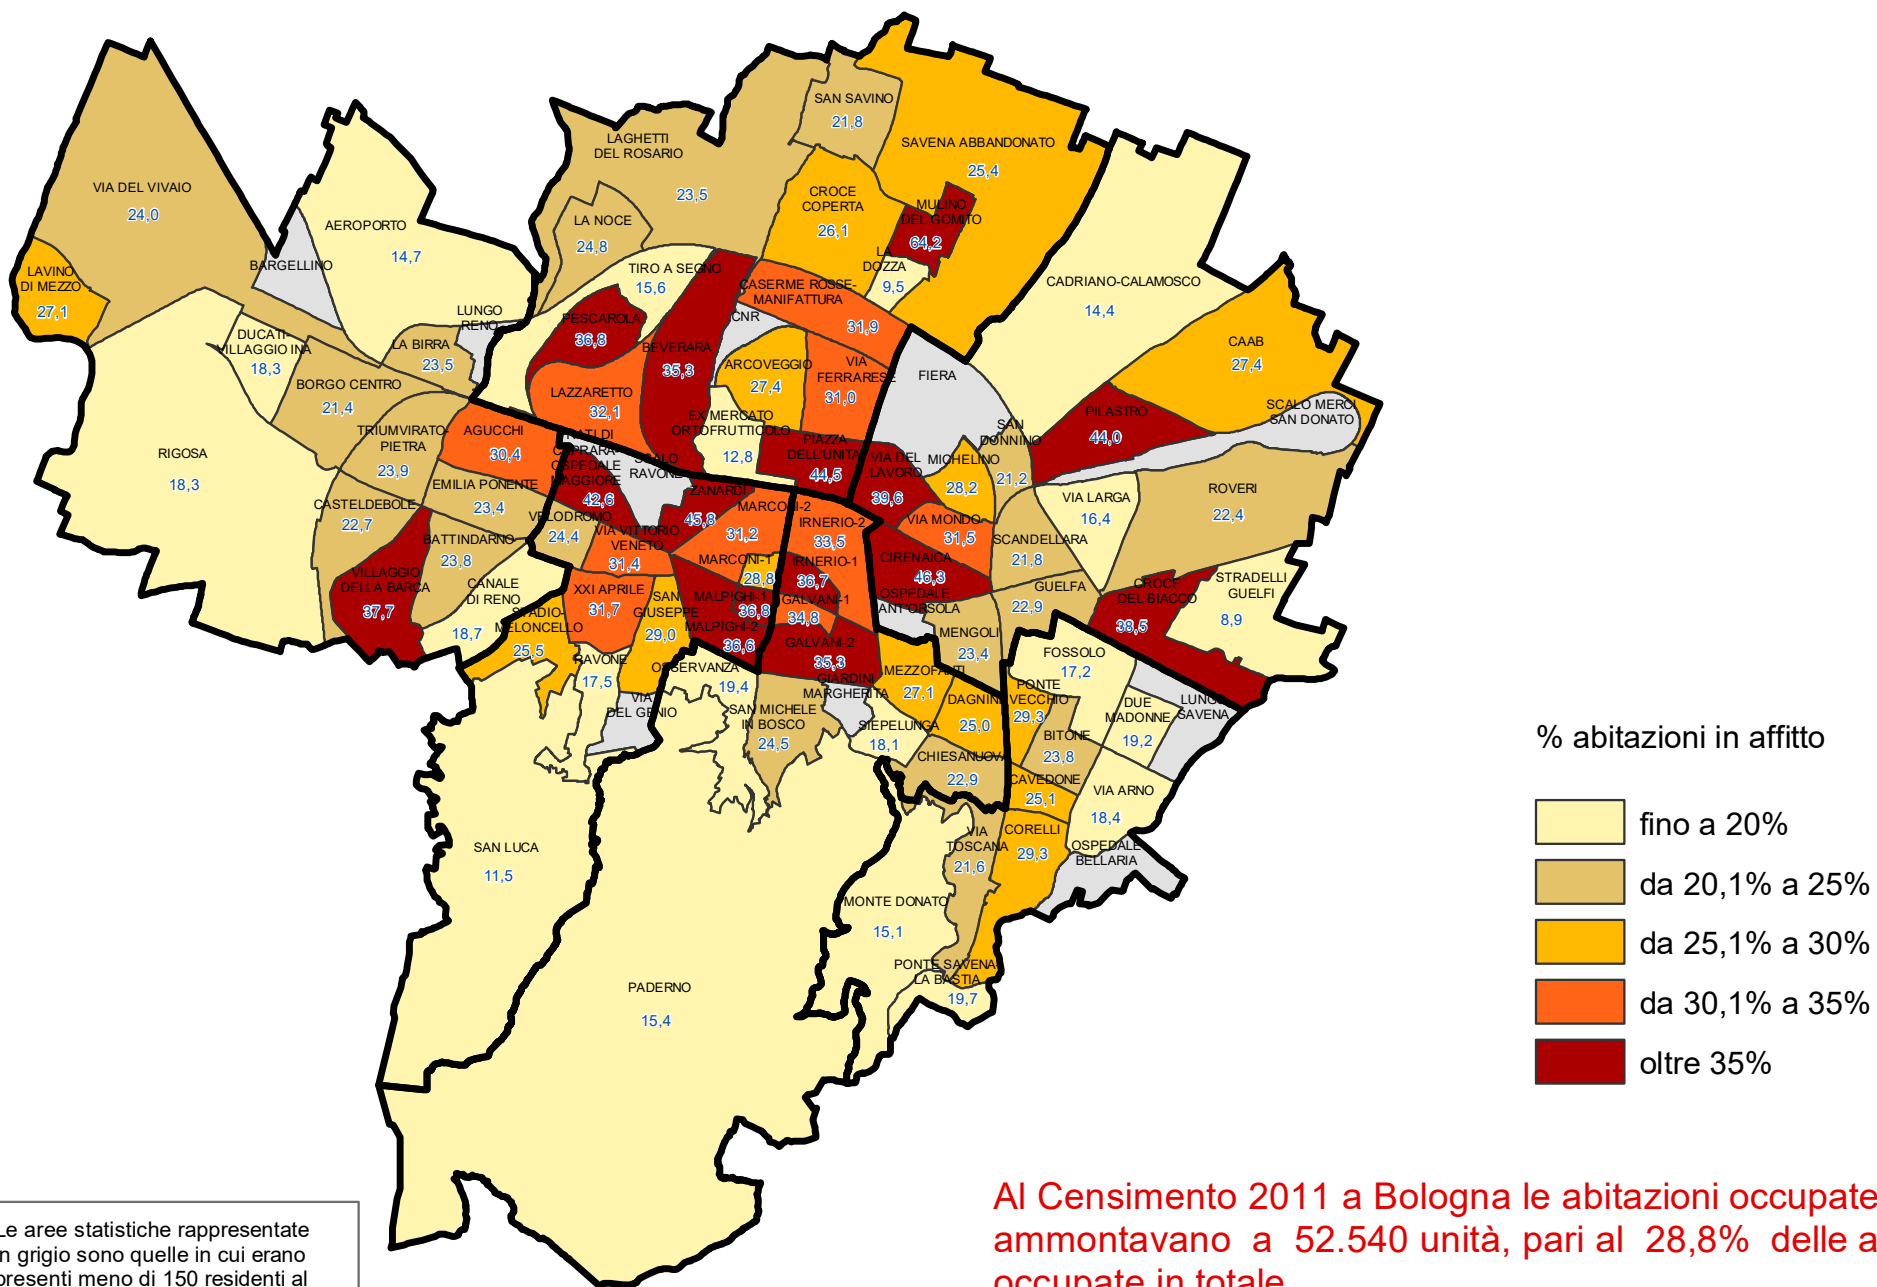 SAN SAVINO
21,8
LAGHETTI
DEL ROSARIO
23,5
SAVENA ABBANDONATO
25,4
VIA DEL VIVAIO
24,0
AEROPORTO
14,7
LA NOCE
24,8
CROCE
COPERTA
26,1
MULINO
DEL GOMITO
64,2
LA
DOZZA
9,5
BARGELLINO
LAVINO
DI MEZZO
27,1
TIRO A SEGNO
15,6
CASERME ROSSE-
MANIFATTURA
31,9
CADRIANO-CALAMOSCO
14,4
LUNGO
RENO
PESCAROLA
36,8
CNR
BEVERARA
35,3
DUCATI-
VILLAGGIO INA
18,3
LA BIRRA
23,5
ARCOVEGGIO
27,4
VIA
FERRARESE
31,0
FIERA
CAAB
27,4
BORGO CENTRO
21,4
LAZZARETTO
32,1
EX MERCATO
ORTOFRUTTICOLO
12,8
PILASTRO
44,0
SCALO MERCI
SAN DONATO
TRIUMVIRATO-
PIETRA
23,9
AGUCCHI
30,4
PRATI DI
CAPRARA-
OSPEDALE
MAGGIORE
42,6
SCALO
RAVONE
PIAZZA
DELL'UNITA'
44,5
VIA DEL
LAVORO
39,6
MICHELINO
28,2
SAN
DONNINO
21,2
RIGOSA
18,3
EMILIA PONENTE
23,4
ZANARDI
45,8
VIA LARGA
16,4
ROVERI
22,4
CASTELDEBOLE
22,7
VELODROMO
24,4
VIA VITTORIO
VENETO
31,4
MARCONI-2
31,2
IRNERIO-2
33,5
VIA MONDO
31,5
BATTINDARNO
23,8
SCANDELLARA
21,8
MARCONI-1
28,8
IRNERIO-1
36,7
CIRENAICA
46,3
VILLAGGIO
DELLA BARCA
37,7
CANALE
DI RENO
18,7
XXI APRILE
31,7
SAN
GIUSEPPE
29,0
MALPIGHI-1
36,8
GALVANI-1
34,8
OSPEDALE
SANT'ORSOLA
GUELFA
22,9
CROCE
DEL BIACCO
38,5
STRADELLI
GUELFI
8,9
STADIO-
MELONCELLO
25,5
MALPIGHI-2
36,6
GALVANI-2
35,3
MENGOLI
23,4
FOSSOLO
17,2
RAVONE
17,5
OSSERVANZA
19,4
GIARDINI
MARGHERITA
MEZZOFANTI
27,1
PONTE
VECCHIO
29,3
VIA
DEL GENIO
SAN MICHELE
IN BOSCO
24,5
SIEPELUNGA
18,1
DAGNINI
25,0
DUE
MADONNE
19,2
LUNGO
SAVENA
BITONE
23,8
CHIESANUOVA
22,9
CAVEDONE
25,1
VIA ARNO
18,4
SAN LUCA
11,5
VIA
TOSCANA
21,6
CORELLI
29,3
OSPEDALE
BELLARIA
MONTE DONATO
15,1
PADERNO
15,4
PONTE SAVENA-
LA BASTIA
19,7
% abitazioni in affitto
fino a 20%
da 20,1% a 25%
da 25,1% a 30%
da 30,1% a 35%
oltre 35%
Le aree statistiche rappresentate
in grigio sono quelle in cui erano
presenti meno di 150 residenti al
Al Censimento 2011 a Bologna le abitazioni occupate
ammontavano a 52.540 unità, pari al 28,8% delle a
occupate in totale